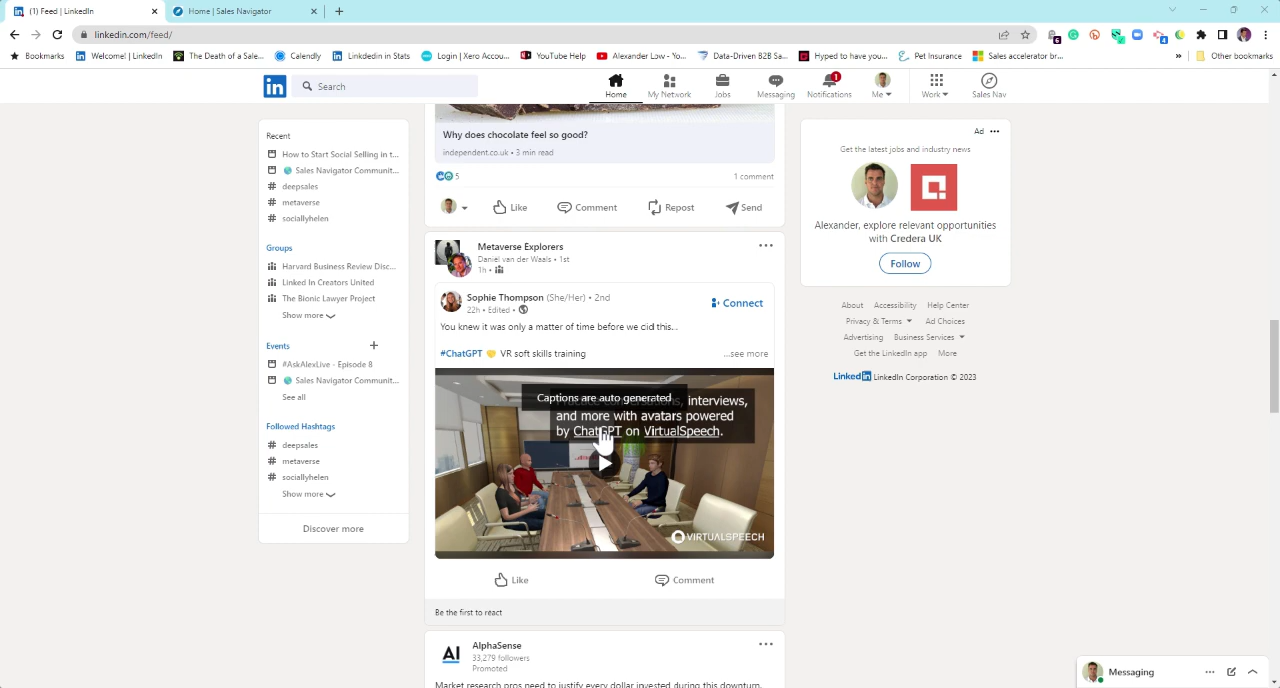 (1) Feed | LinkedIn
Home | Sales Navigator
linkedin.com/feed/
Bookmarks
Welcome! | LinkedIn
The Death of a Sale...
Calendly
Linkdedin in Stats
Login | Xero Accou...
YouTube Help
Alexander Low - Yo...
Data-Driven B2B Sa...
Hyped to have you...
Pet Insurance
Sales accelerator br...
»
Other bookmarks
in
Search
Home
My Network
Jobs
Messaging
1
Notifications
Me
Work
Sales Nav
Recent
How to Start Social Selling in t...
Sales Navigator Communit...
# deepsales
# metaverse
# sociallyhelen
Groups
Harvard Business Review Disc...
Linked In Creators United
The Bionic Lawyer Project
Show more
Events
#AskAlexLive - Episode 8
Sales Navigator Communit...
See all
Followed Hashtags
# deepsales
# metaverse
# sociallyhelen
Show more
Discover more
Why does chocolate feel so good?
independent.co.uk • 3 min read
5
1 comment
Like
Comment
Repost
Send
Metaverse Explorers
Daniël van der Waals • 1st
1h •
Sophie Thompson (She/Her) • 2nd
22h • Edited •
Connect
You knew it was only a matter of time before we did this...
#ChatGPT 💛 VR soft skills training
...see more
Captions are auto generated
conversations, interviews,
and more with avatars powered
by ChatGPT on VirtualSpeech.
VIRTUALSPEECH
Like
Comment
Be the first to react
AI
AlphaSense
33,279 followers
Promoted
Market research pros need to justify every dollar invested during this downturn.
Ad
Get the latest jobs and industry news
Alexander, explore relevant opportunities
with Credera UK
Follow
About
Accessibility
Help Center
Privacy & Terms
Ad Choices
Advertising
Business Services
Get the LinkedIn app
More
LinkedIn LinkedIn Corporation © 2023
Messaging